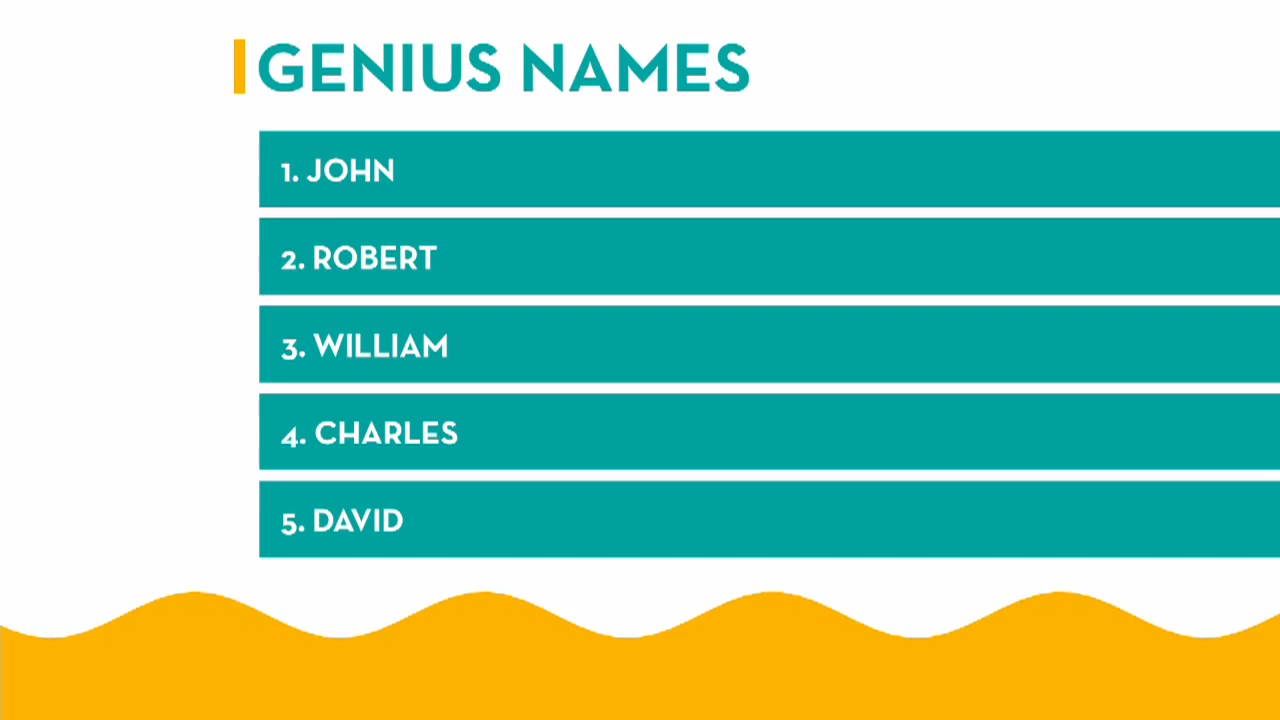 GENIUS NAMES
1. JOHN
2. ROBERT
3. WILLIAM
4. CHARLES
5. DAVID